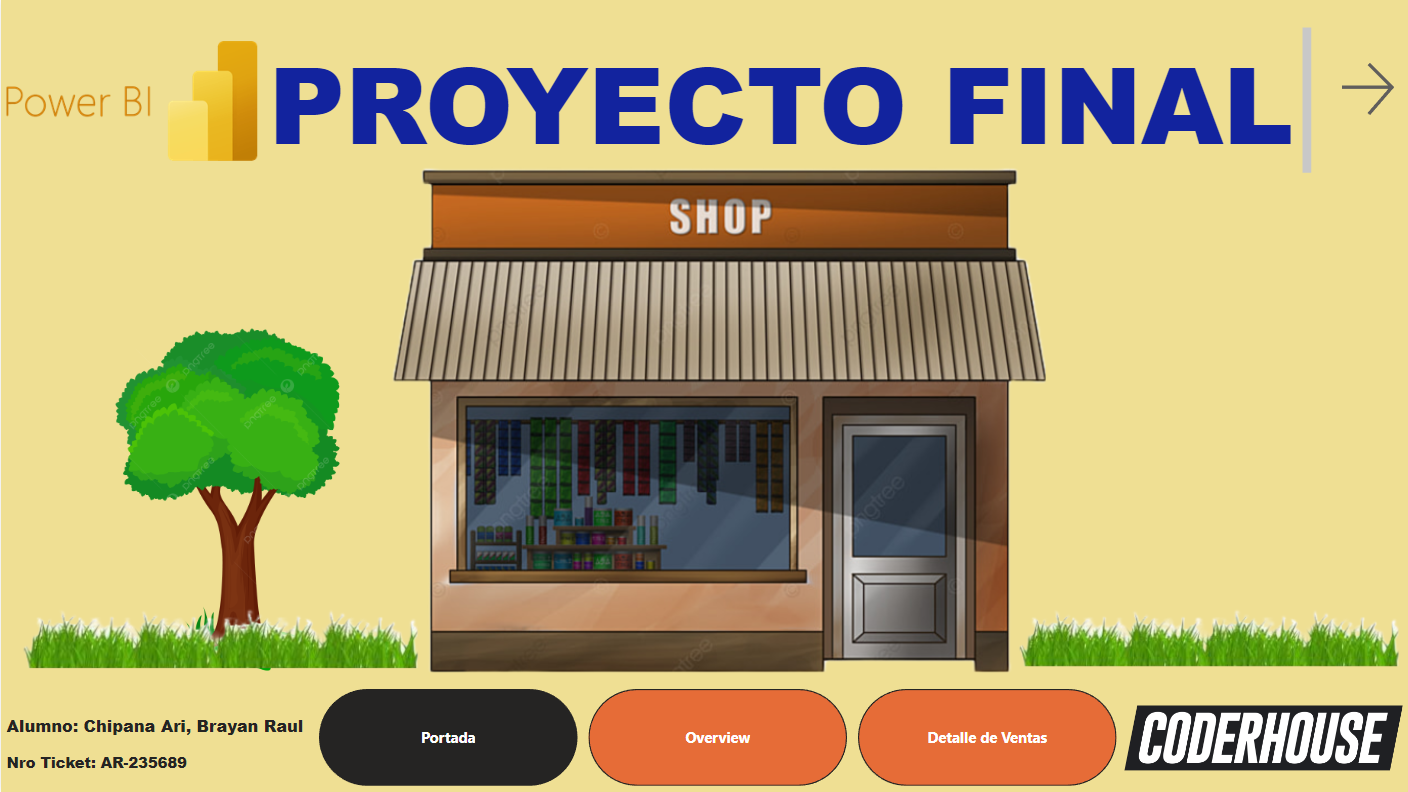 Power BI
PROYECTO FINAL
SHOP
Alumno: Chipana Ari, Brayan Raul
Nro Ticket: AR-235689
Portada
Overview
Detalle de Ventas
CODERHOUSE
pngtree